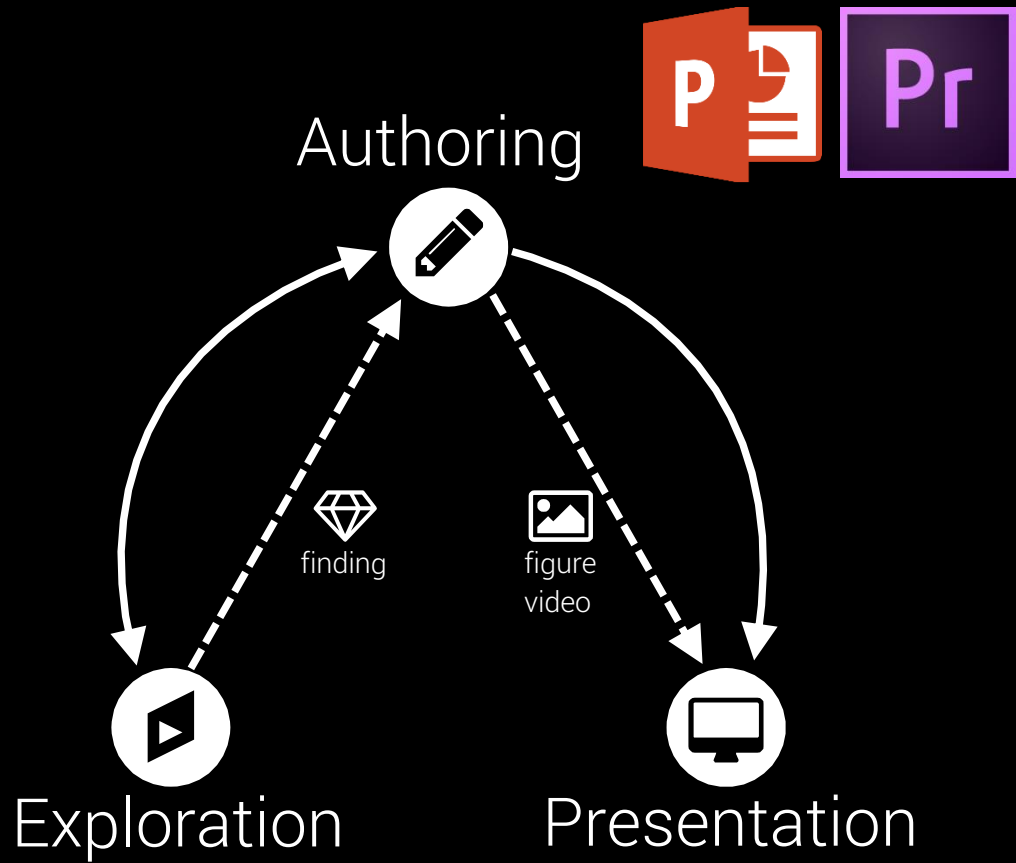 P
Pr
Authoring
finding
figure
video
Exploration
Presentation